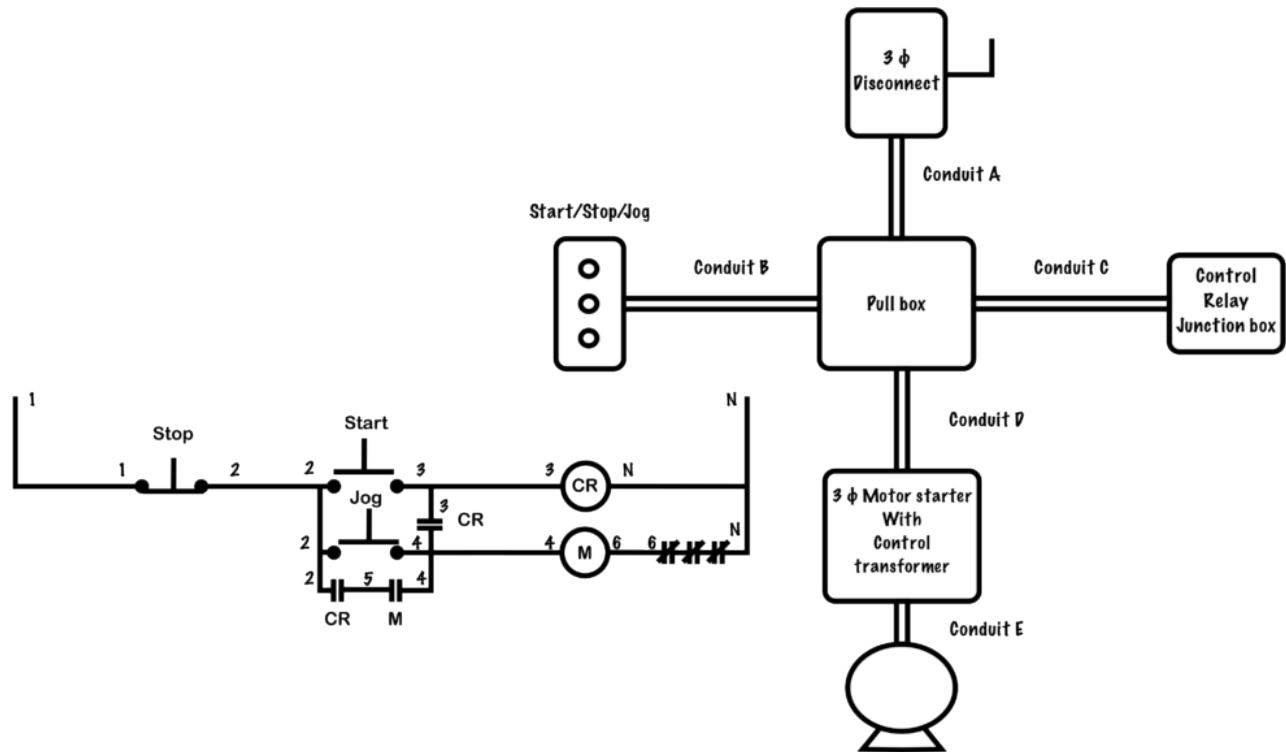 3 ϕ
Disconnect
Conduit A
Start/Stop/Jog
Conduit B
Pull box
Conduit C
Control
Relay
Junction box
Conduit D
3 ϕ Motor starter
With
Control
transformer
Conduit E
1
N
Stop
Start
1
2
2
3
3
CR
N
Jog
3
CR
2
4
4
M
6
6
N
2
5
4
CR
M